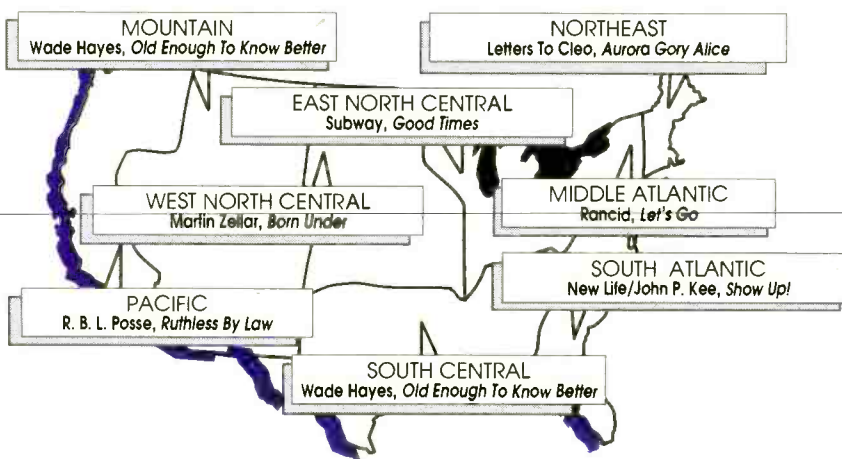 MOUNTAIN
Wade Hayes, Old Enough To Know Better
NORTHEAST
Letters To Cleo, Aurora Gory Alice
EAST NORTH CENTRAL
Subway, Good Times
WEST NORTH CENTRAL
Martin Zellar, Born Under
MIDDLE ATLANTIC
Rancid, Let's Go
SOUTH ATLANTIC
New Life/John P. Kee, Show Up!
PACIFIC
R. B. L. Posse, Ruthless By Law
SOUTH CENTRAL
Wade Hayes, Old Enough To Know Better